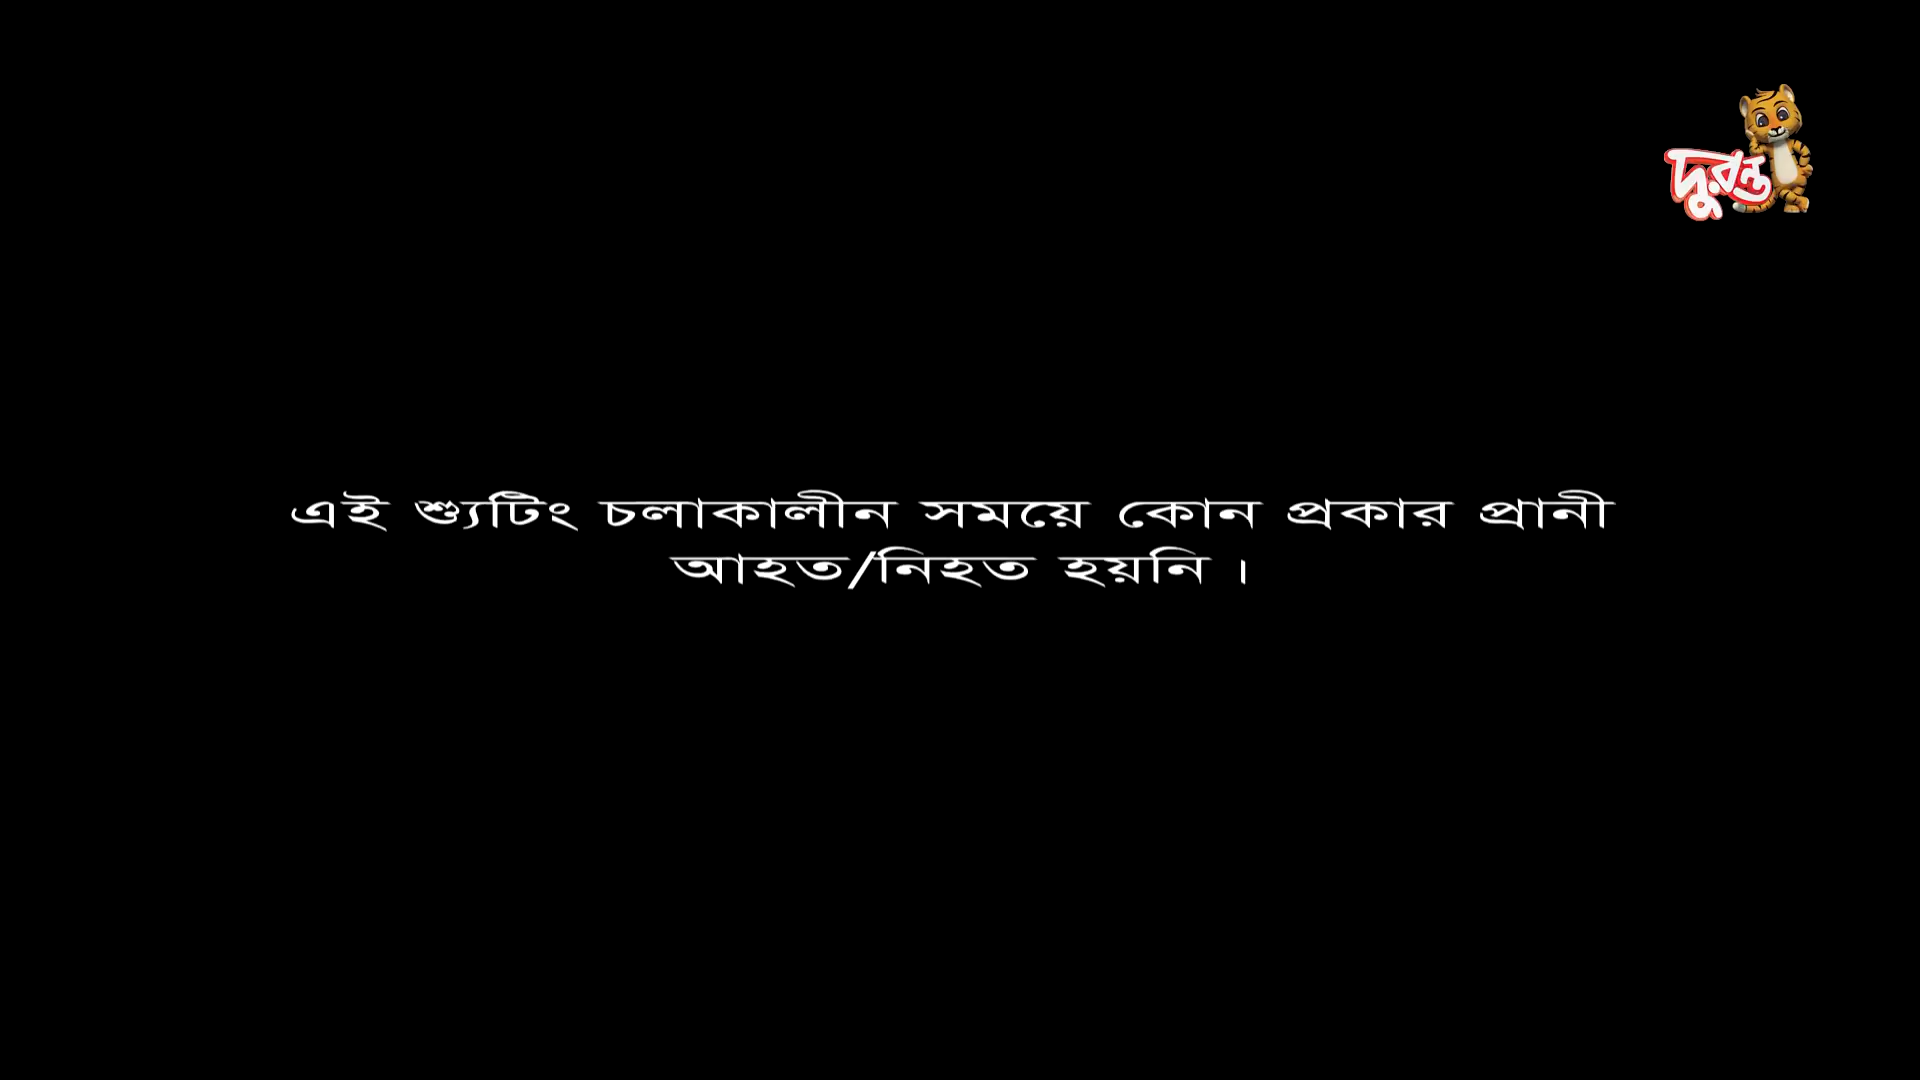 দুরন্ত
এই শ্যুটিং চলাকালীন সময়ে কোন প্রকার প্রানী
আহত/নিহত হয়নি ।